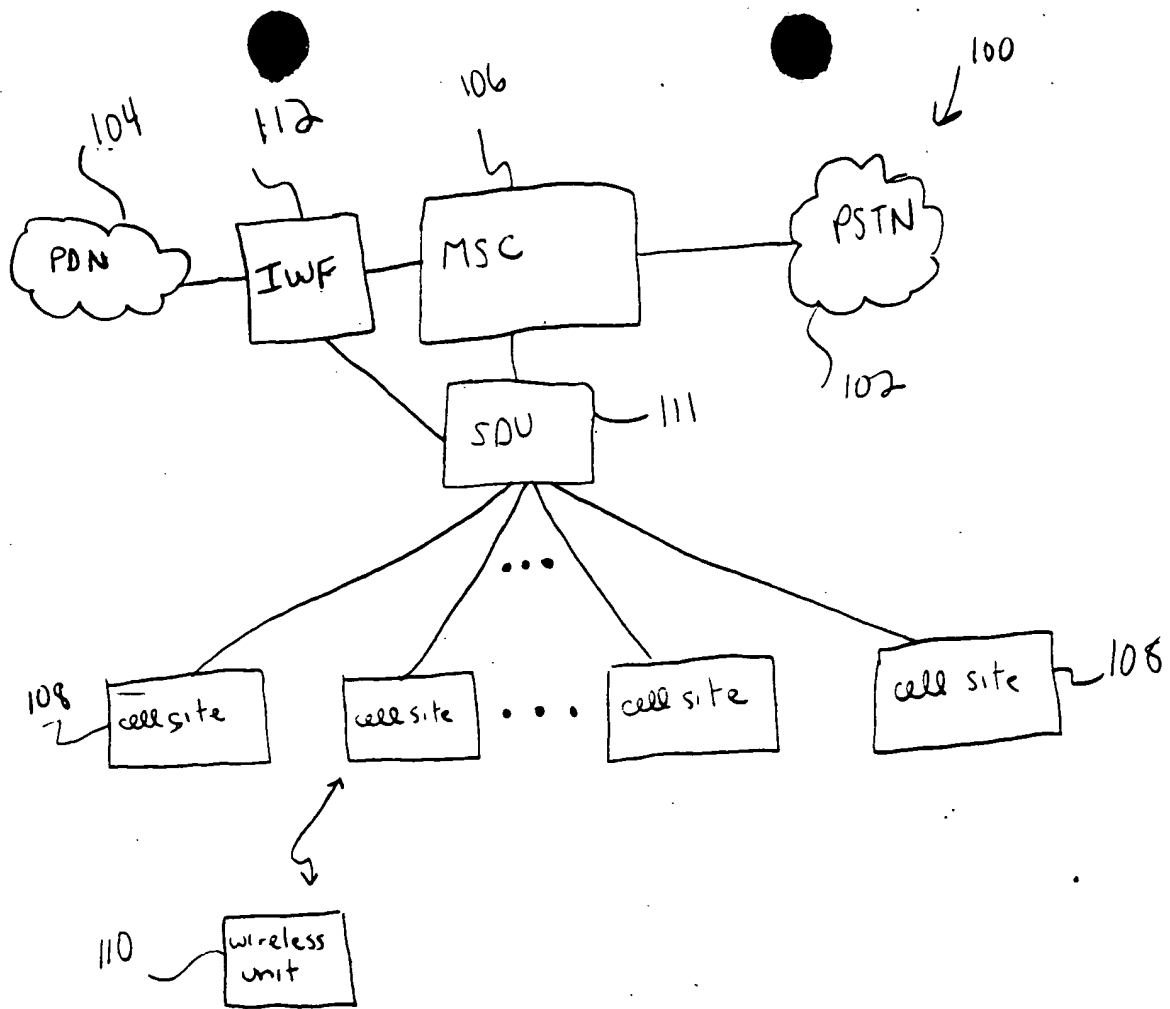 100
106
112
104
PSTN
MSC
PDN
IWF
102
111
SDU
...
108
cell site
108
cell site
cell site
...
cell site
110
wireless
unit